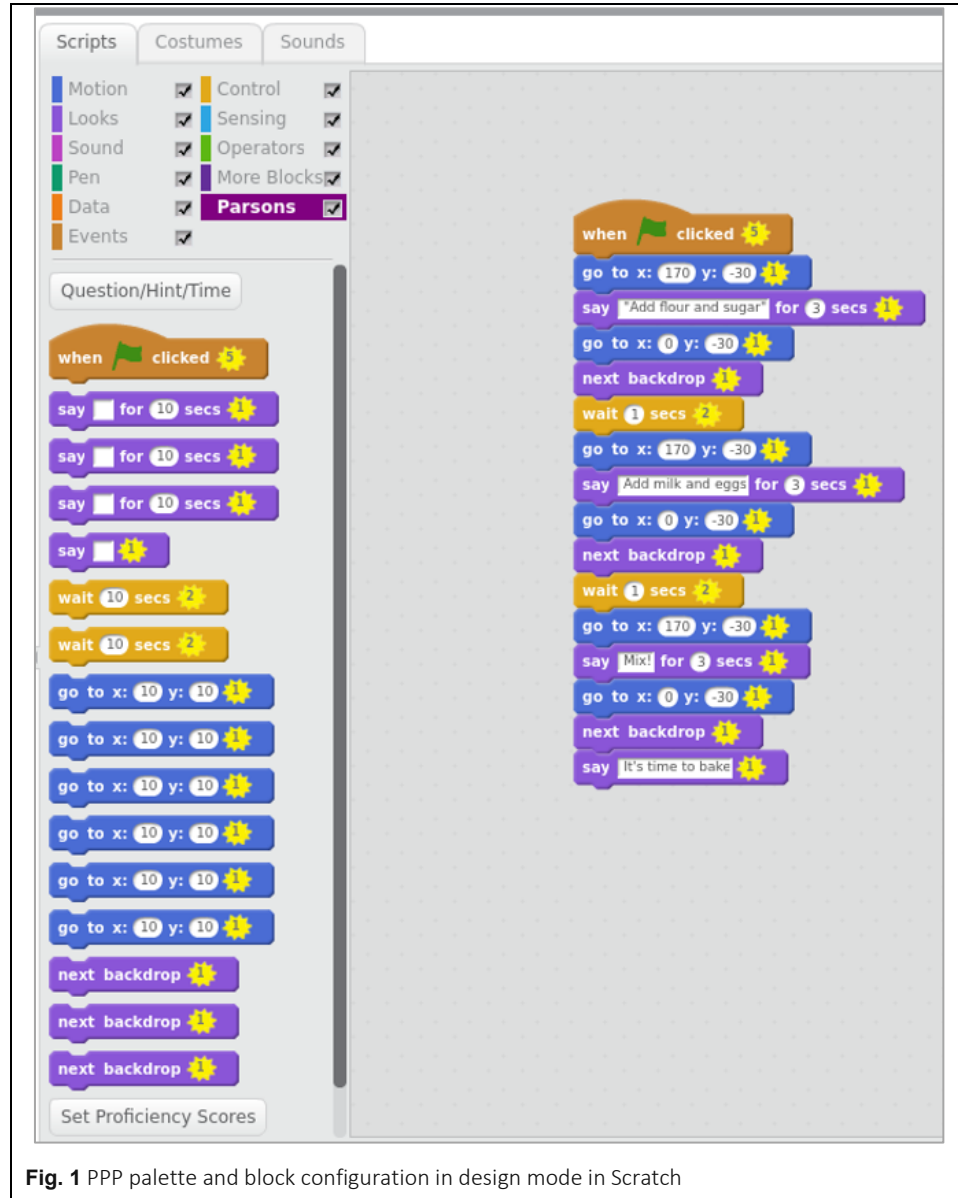 Scripts Costumes Sounds
Motion Control
Looks Sensing
Sound Operators
Pen More Blocks
Data Parsons
Events
Question/Hint/Time
when clicked 5
say for 10 secs 1
say for 10 secs 1
say for 10 secs 1
say 1
wait 10 secs 2
wait 10 secs 2
go to x: 10 y: 10 1
go to x: 10 y: 10 1
go to x: 10 y: 10 1
go to x: 10 y: 10 1
go to x: 10 y: 10 1
go to x: 10 y: 10 1
next backdrop 1
next backdrop 1
next backdrop 1
Set Proficiency Scores
when clicked 5
go to x: 170 y: -30 1
say "Add flour and sugar" for 3 secs 1
go to x: 0 y: -30 1
next backdrop 1
wait 1 secs 2
go to x: 170 y: -30 1
say Add milk and eggs for 3 secs 1
go to x: 0 y: -30 1
next backdrop 1
wait 1 secs 2
go to x: 170 y: -30 1
say Mix! for 3 secs 1
go to x: 0 y: -30 1
next backdrop 1
say It's time to bake 1
Fig. 1 PPP palette and block configuration in design mode in Scratch